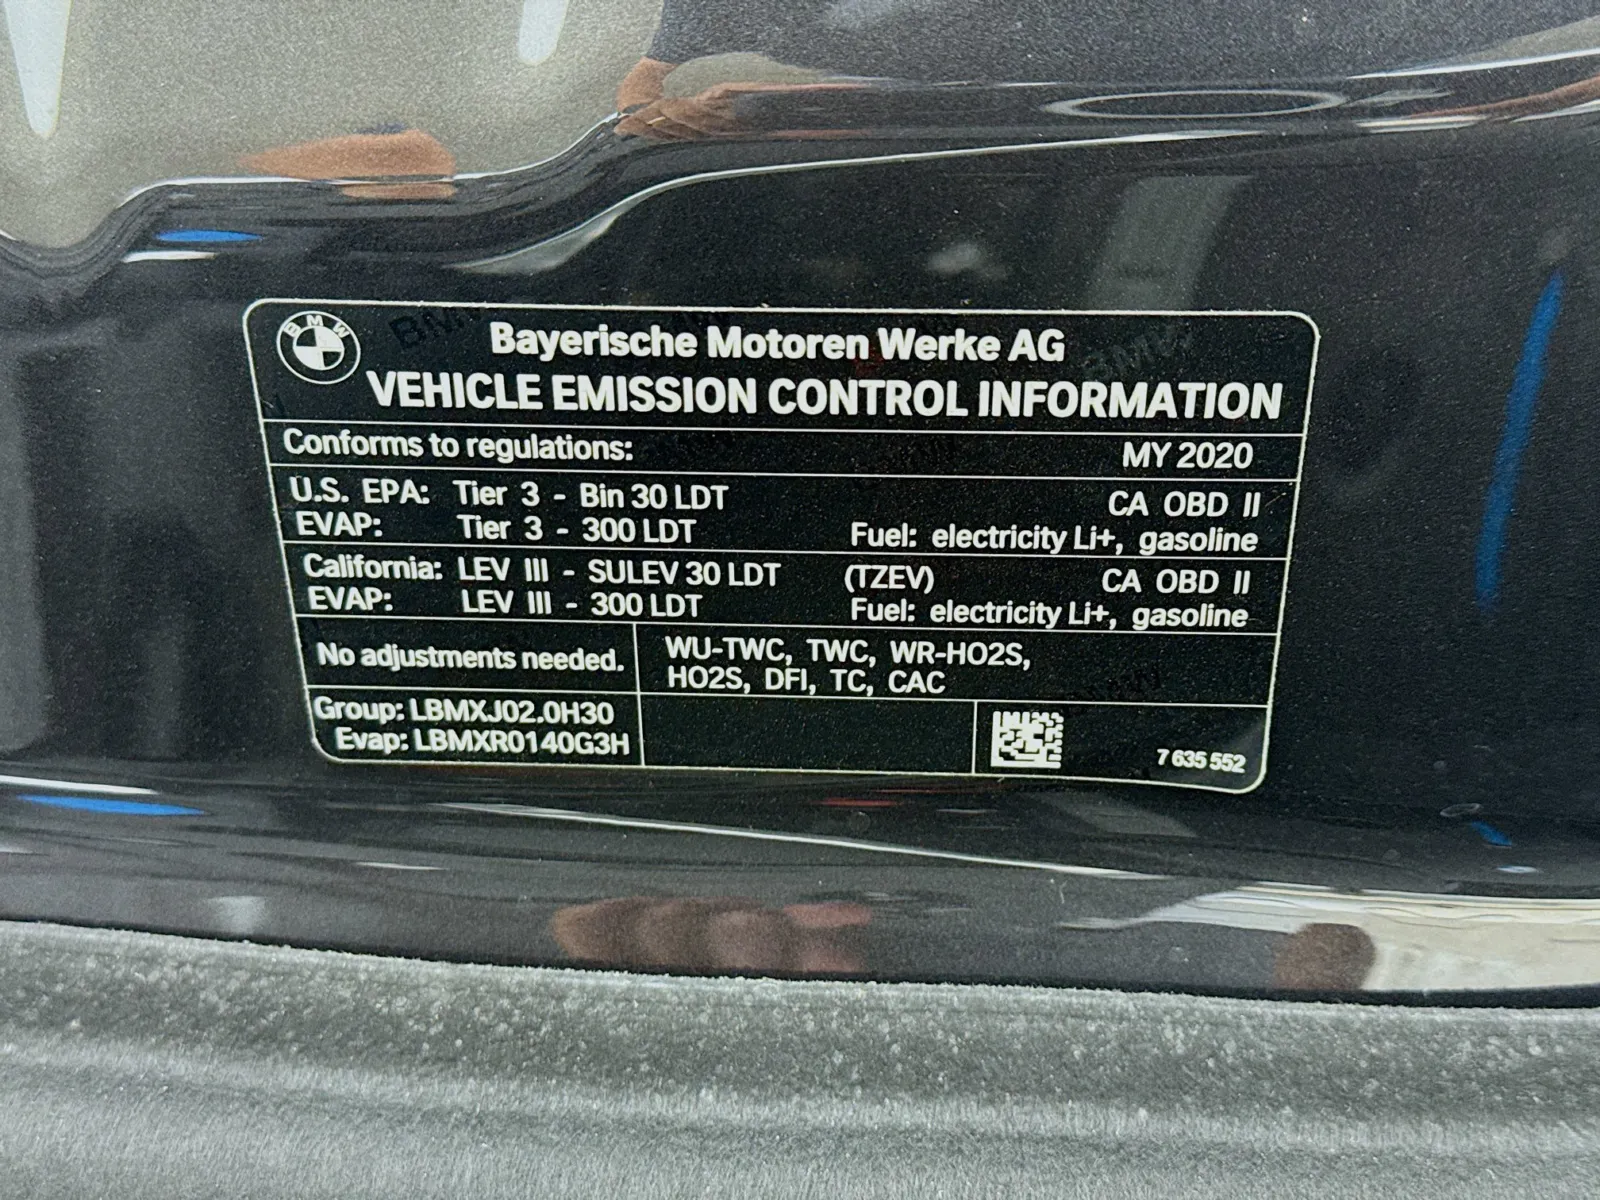 BMW
Bayerische Motoren Werke AG
VEHICLE EMISSION CONTROL INFORMATION
Conforms to regulations: MY 2020
U.S. EPA: Tier 3 - Bin 30 LDT CA OBD II
EVAP: Tier 3 - 300 LDT Fuel: electricity Li+, gasoline
California: LEV III - SULEV 30 LDT (TZEV) CA OBD II
EVAP: LEV III - 300 LDT Fuel: electricity Li+, gasoline
No adjustments needed.
WU-TWC, TWC, WR-HO2S,
HO2S, DFI, TC, CAC
Group: LBMXJ02.0H30
Evap: LBMXR0140G3H
7 635 552